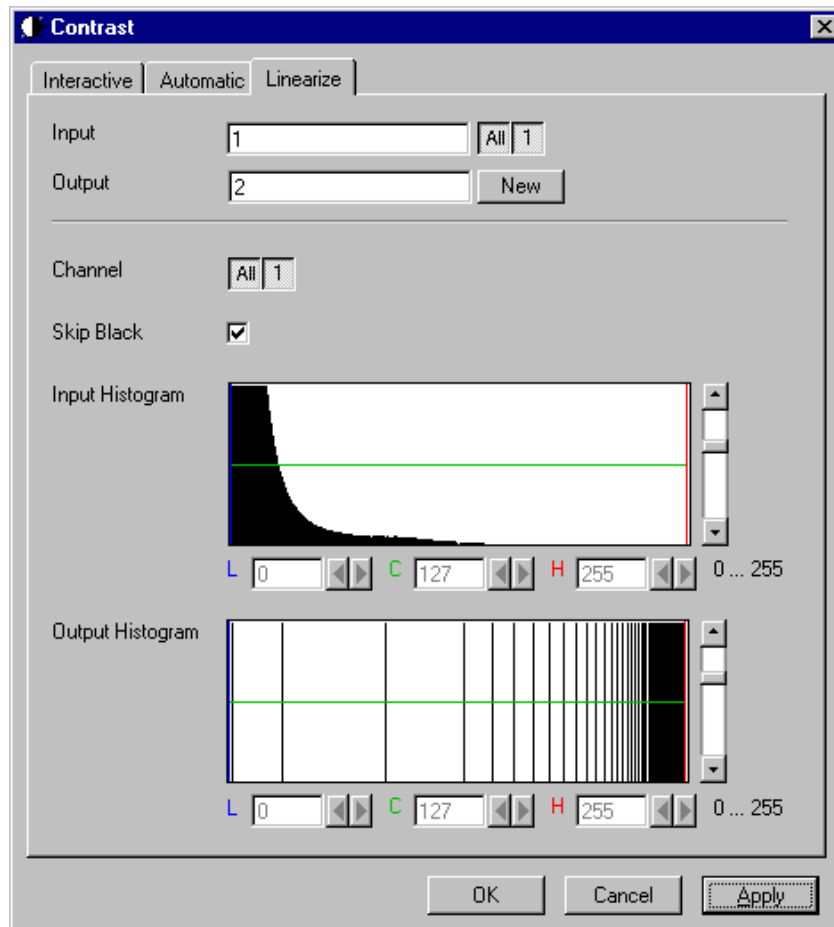 Contrast
Interactive Automatic Linearize
Input 1 All 1
Output 2 New
Channel All 1
Skip Black
Input Histogram
L 0 C 127 H 255 0 ... 255
Output Histogram
L 0 C 127 H 255 0 ... 255
OK Cancel Apply